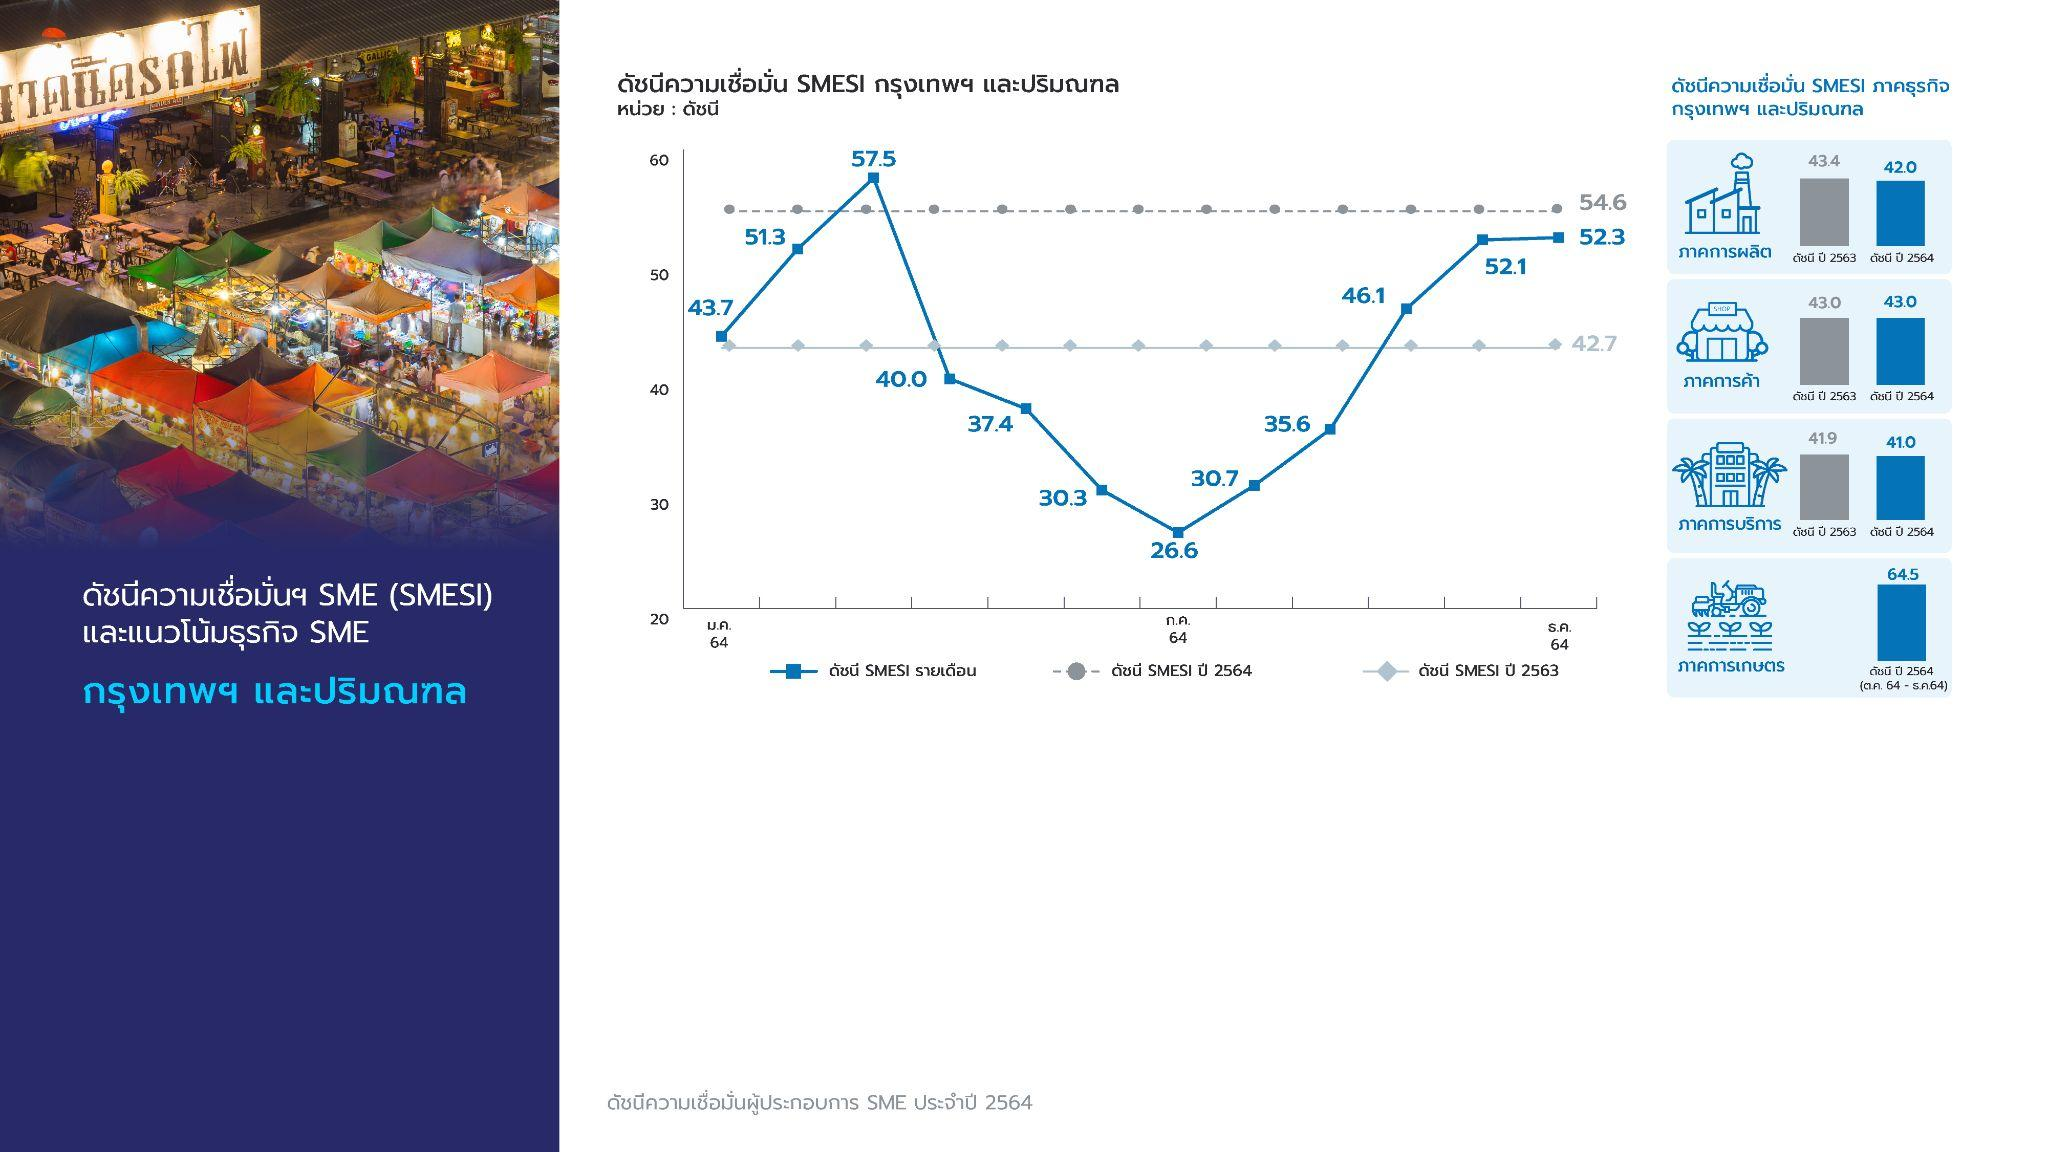 ตลาดนัดรถไฟ
ดัชนีความเชื่อมั่นฯ SME (SMESI)
และแนวโน้มธุรกิจ SME
กรุงเทพฯ และปริมณฑล
ดัชนีความเชื่อมั่น SMESI กรุงเทพฯ และปริมณฑล
หน่วย : ดัชนี
60
50
40
30
20
43.7
51.3
57.5
40.0
37.4
30.3
26.6
30.7
35.6
46.1
52.1
52.3
54.6
42.7
ม.ค.
64
ก.ค.
64
ธ.ค.
64
ดัชนี SMESI รายเดือน
ดัชนี SMESI ปี 2564
ดัชนี SMESI ปี 2563
ดัชนีความเชื่อมั่น SMESI ภาคธุรกิจ
กรุงเทพฯ และปริมณฑล
43.4
42.0
ภาคการผลิต
ดัชนี ปี 2563
ดัชนี ปี 2564
SHOP
43.0
43.0
ภาคการค้า
ดัชนี ปี 2563
ดัชนี ปี 2564
41.9
41.0
ภาคการบริการ
ดัชนี ปี 2563
ดัชนี ปี 2564
64.5
ภาคการเกษตร
ดัชนี ปี 2564
(ต.ค. 64 - ธ.ค.64)
ดัชนีความเชื่อมั่นผู้ประกอบการ SME ประจำปี 2564